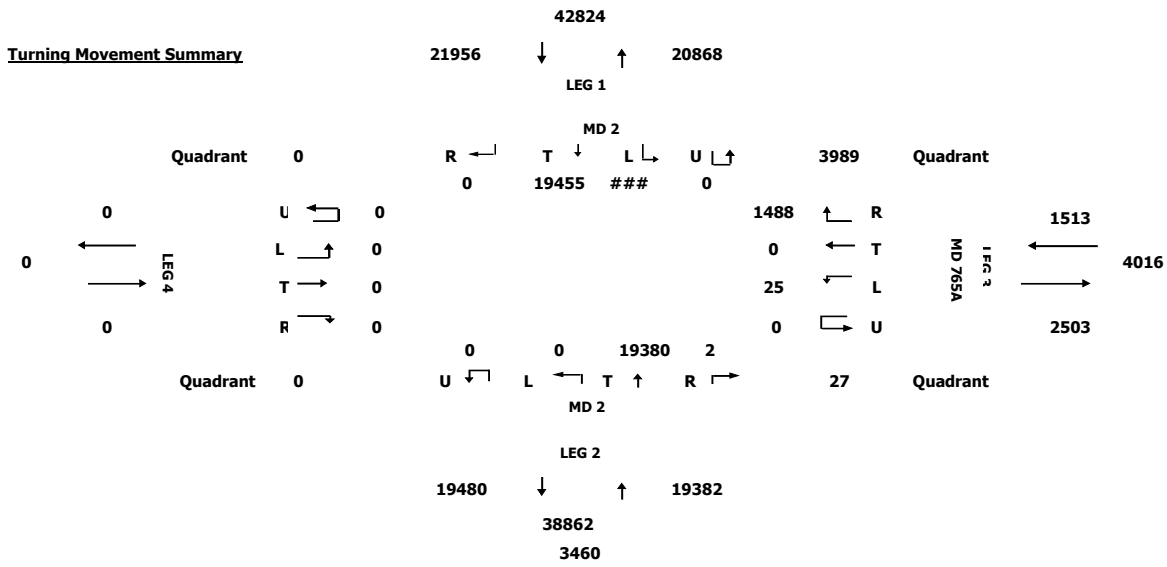 42824
Turning Movement Summary 21956 20868
LEG 1
MD 2
Quadrant 0 R T L U 3989 Quadrant
0 19455 ### 0
0 U 0 1488 R 1513
0 L 0 0 T 4016
LEG 4 MD 765A LEG 3
T 0 25 L
0 R 0 0 U 2503
0 0 19380 2
Quadrant 0 U L T R 27 Quadrant
MD 2
LEG 2
19480 19382
38862
3460